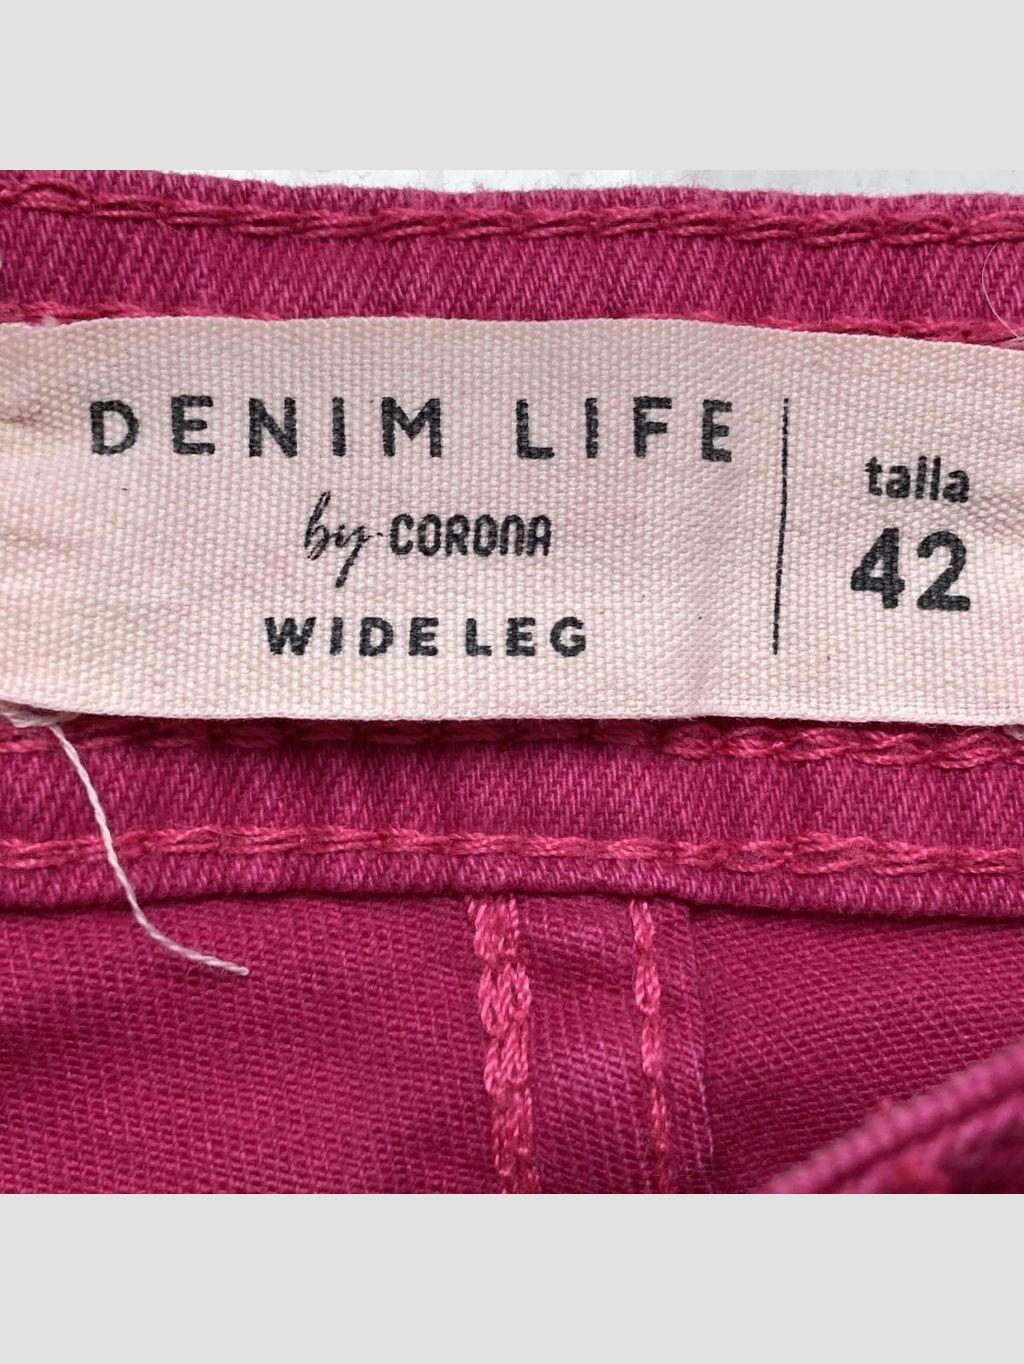 DENIM LIFE
by CORONA
WIDE LEG
talla
42